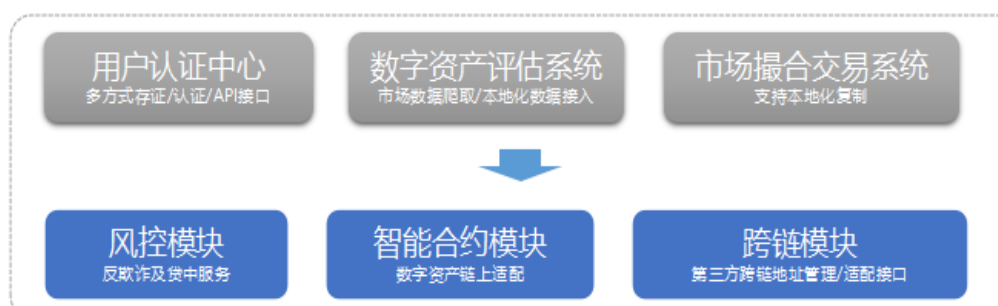 用户认证中心
多方式存证/认证/API接口
数字资产评估系统
市场数据爬取/本地化数据接入
市场撮合交易系统
支持本地化复制
风控模块
反欺诈及贷中服务
智能合约模块
数字资产链上适配
跨链模块
第三方跨链地址管理/适配接口